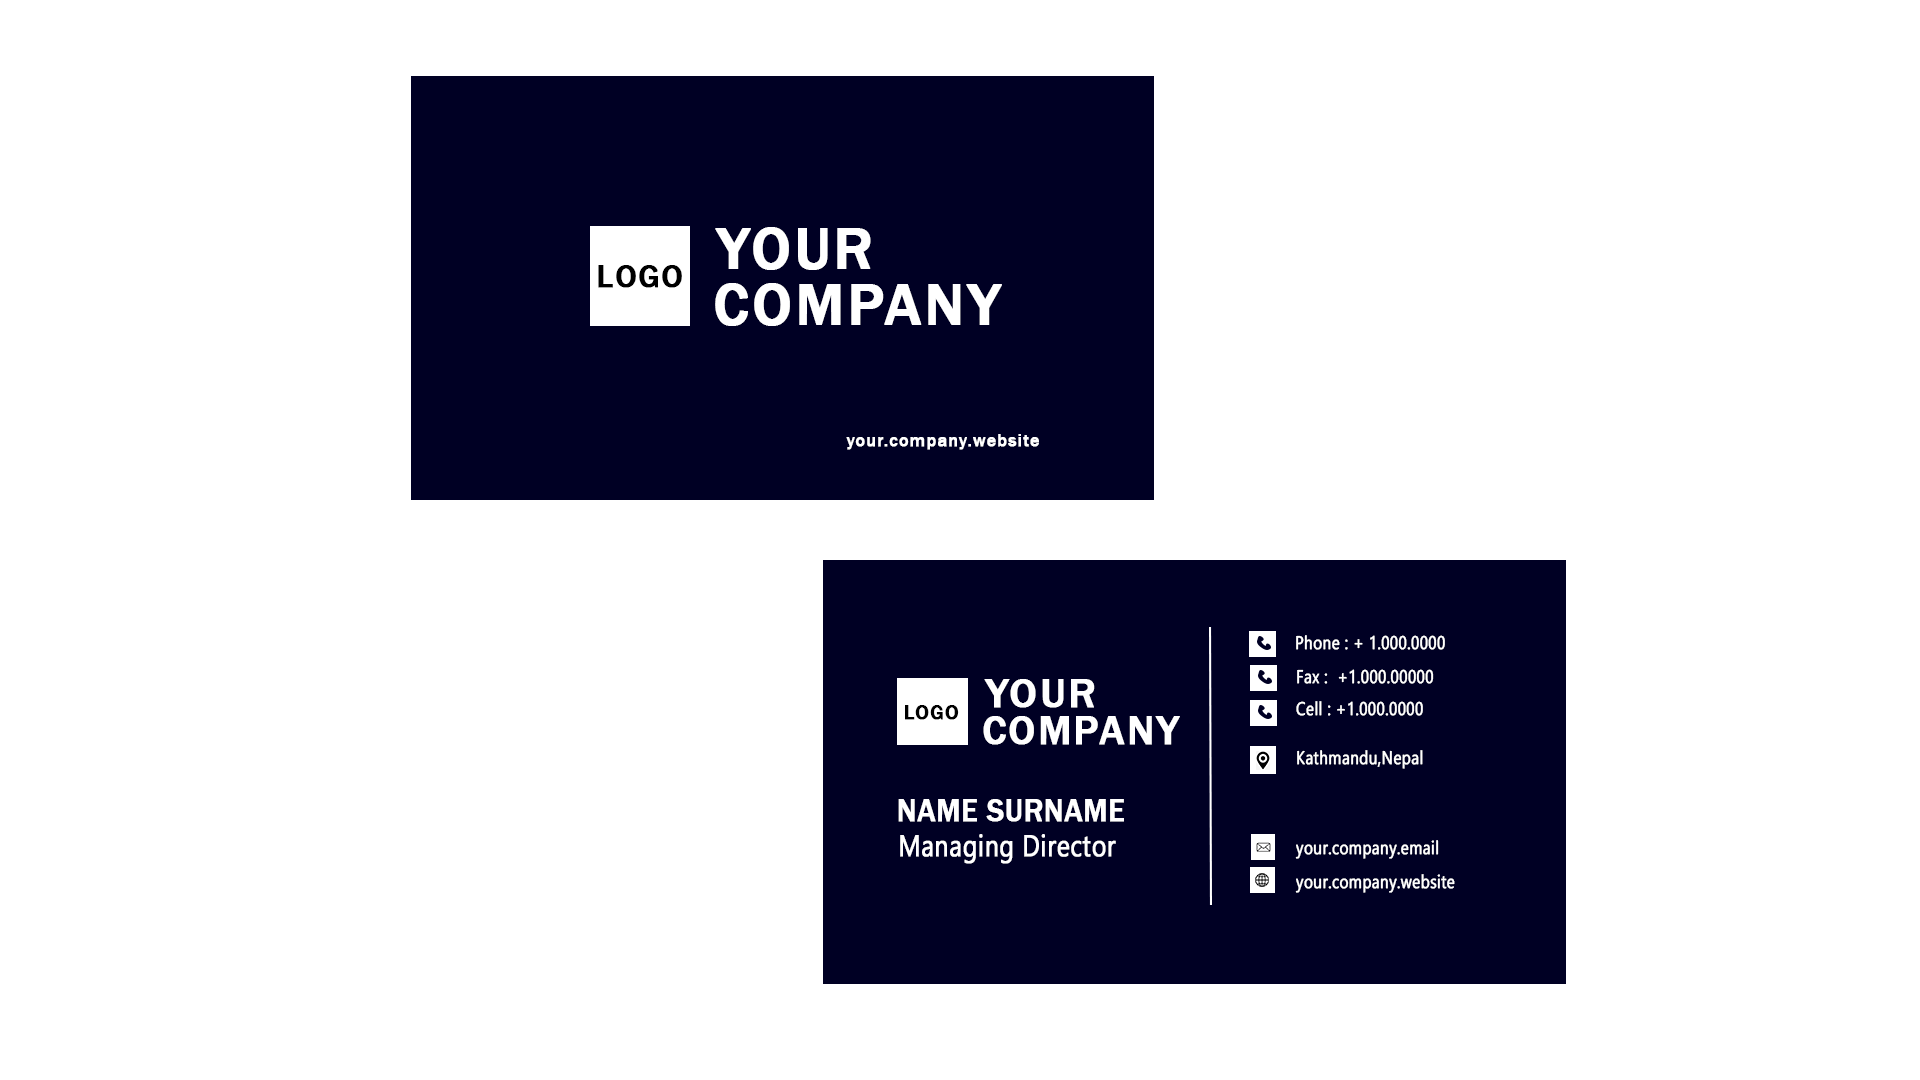 LOGO
YOUR
COMPANY
your.company.website
LOGO
YOUR
COMPANY
NAME SURNAME
Managing Director
Phone : + 1.000.0000
Fax :  +1.000.00000
Cell : +1.000.0000
Kathmandu,Nepal
your.company.email
your.company.website